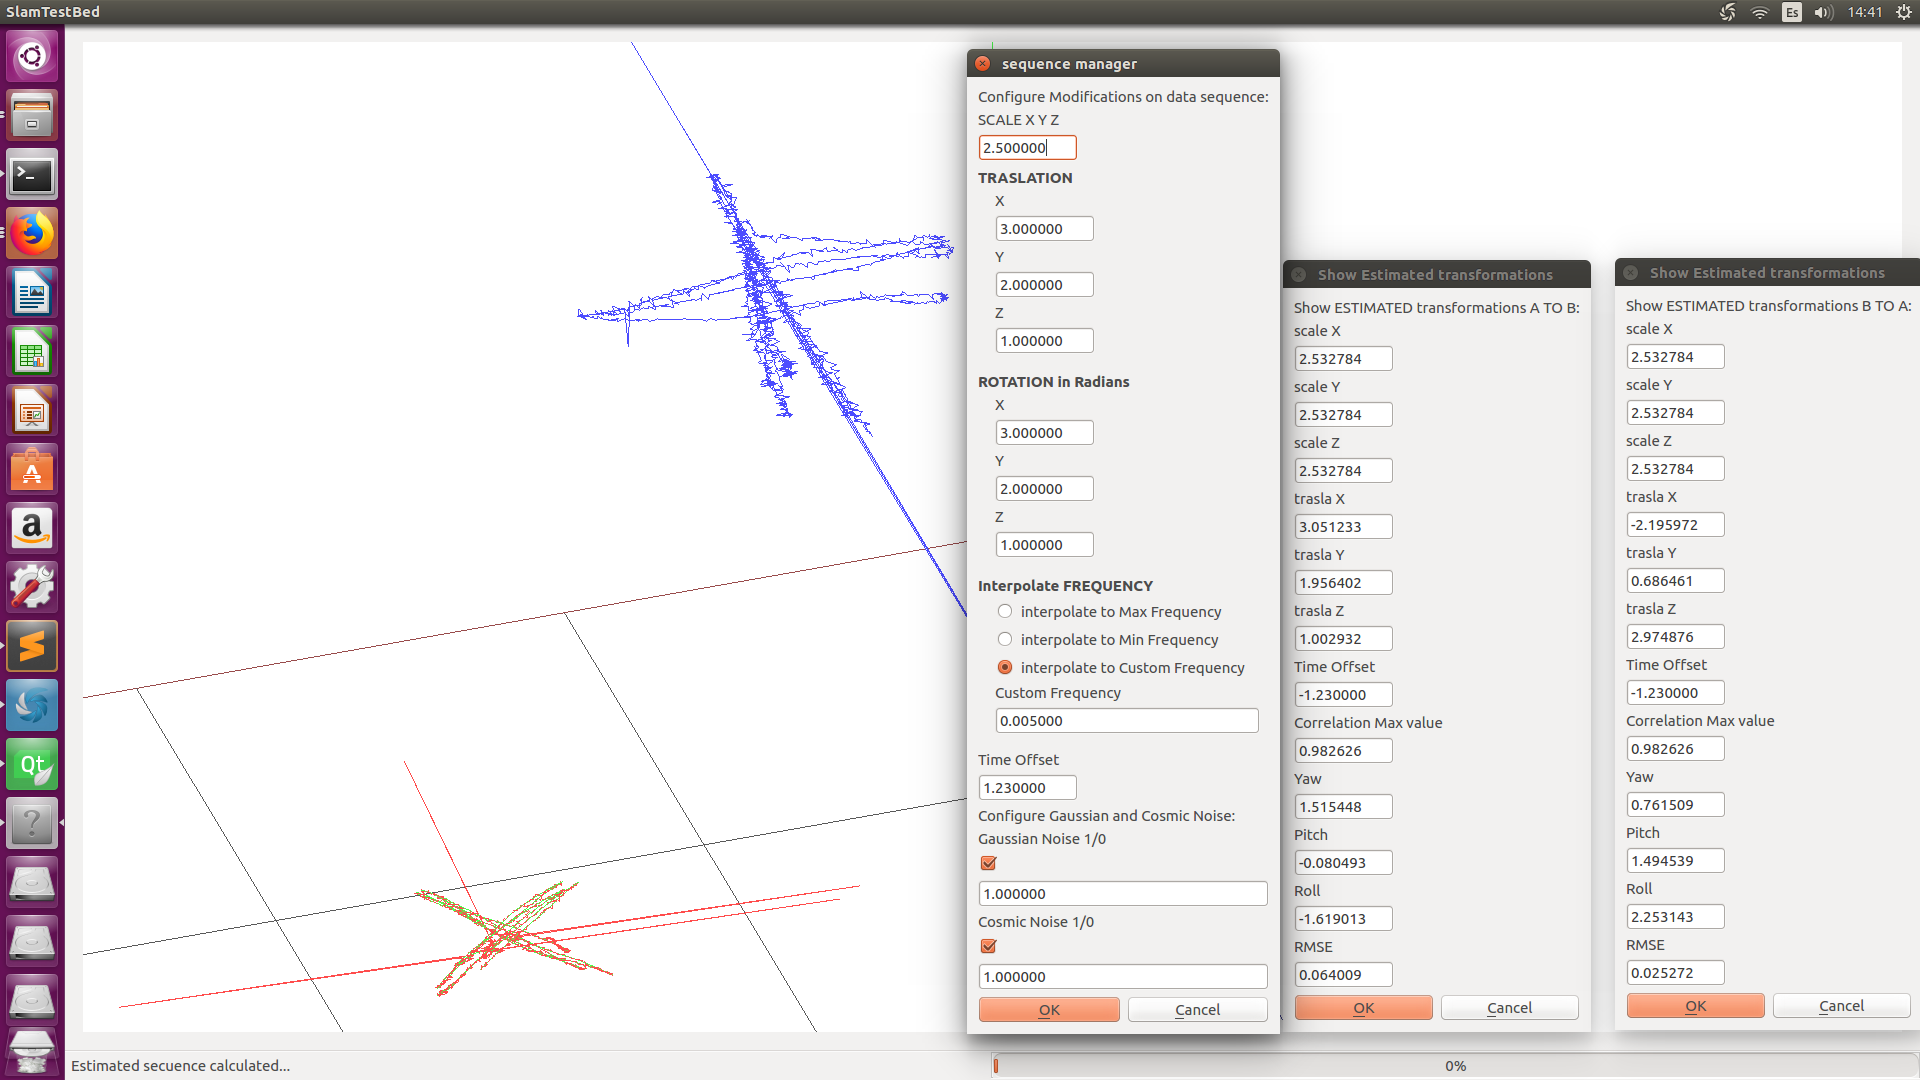 SlamTestBed
Es
14:41
sequence manager
Configure Modifications on data sequence:
SCALE X Y Z
2.500000
TRASLATION
X
3.000000
Y
2.000000
Z
1.000000
ROTATION in Radians
X
3.000000
Y
2.000000
Z
1.000000
Interpolate FREQUENCY
interpolate to Max Frequency
interpolate to Min Frequency
interpolate to Custom Frequency
Custom Frequency
0.005000
Time Offset
1.230000
Configure Gaussian and Cosmic Noise:
Gaussian Noise 1/0
1.000000
Cosmic Noise 1/0
1.000000
OK
Cancel
Show Estimated transformations
Show ESTIMATED transformations A TO B:
scale X
2.532784
scale Y
2.532784
scale Z
2.532784
trasla X
3.051233
trasla Y
1.956402
trasla Z
1.002932
Time Offset
-1.230000
Correlation Max value
0.982626
Yaw
1.515448
Pitch
-0.080493
Roll
-1.619013
RMSE
0.064009
OK
Cancel
Show Estimated transformations
Show ESTIMATED transformations B TO A:
scale X
2.532784
scale Y
2.532784
scale Z
2.532784
trasla X
-2.195972
trasla Y
0.686461
trasla Z
2.974876
Time Offset
-1.230000
Correlation Max value
0.982626
Yaw
0.761509
Pitch
1.494539
Roll
2.253143
RMSE
0.025272
OK
Cancel
>_
A
a
S
Qt
?
Estimated secuence calculated...
0%